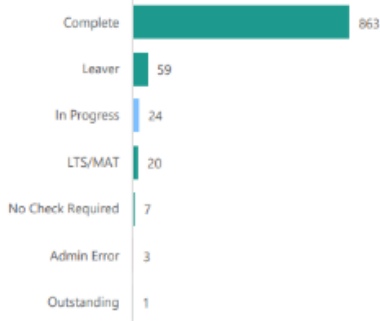 Complete 863
Leaver 59
In Progress 24
LTS/MAT 20
No Check Required 7
Admin Error 3
Outstanding 1